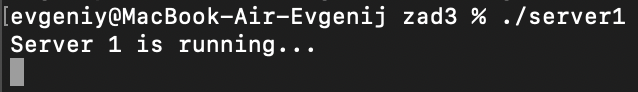 [evgeniy@MacBook-Air-Evgenij zad3 % ./server1
Server 1 is running...